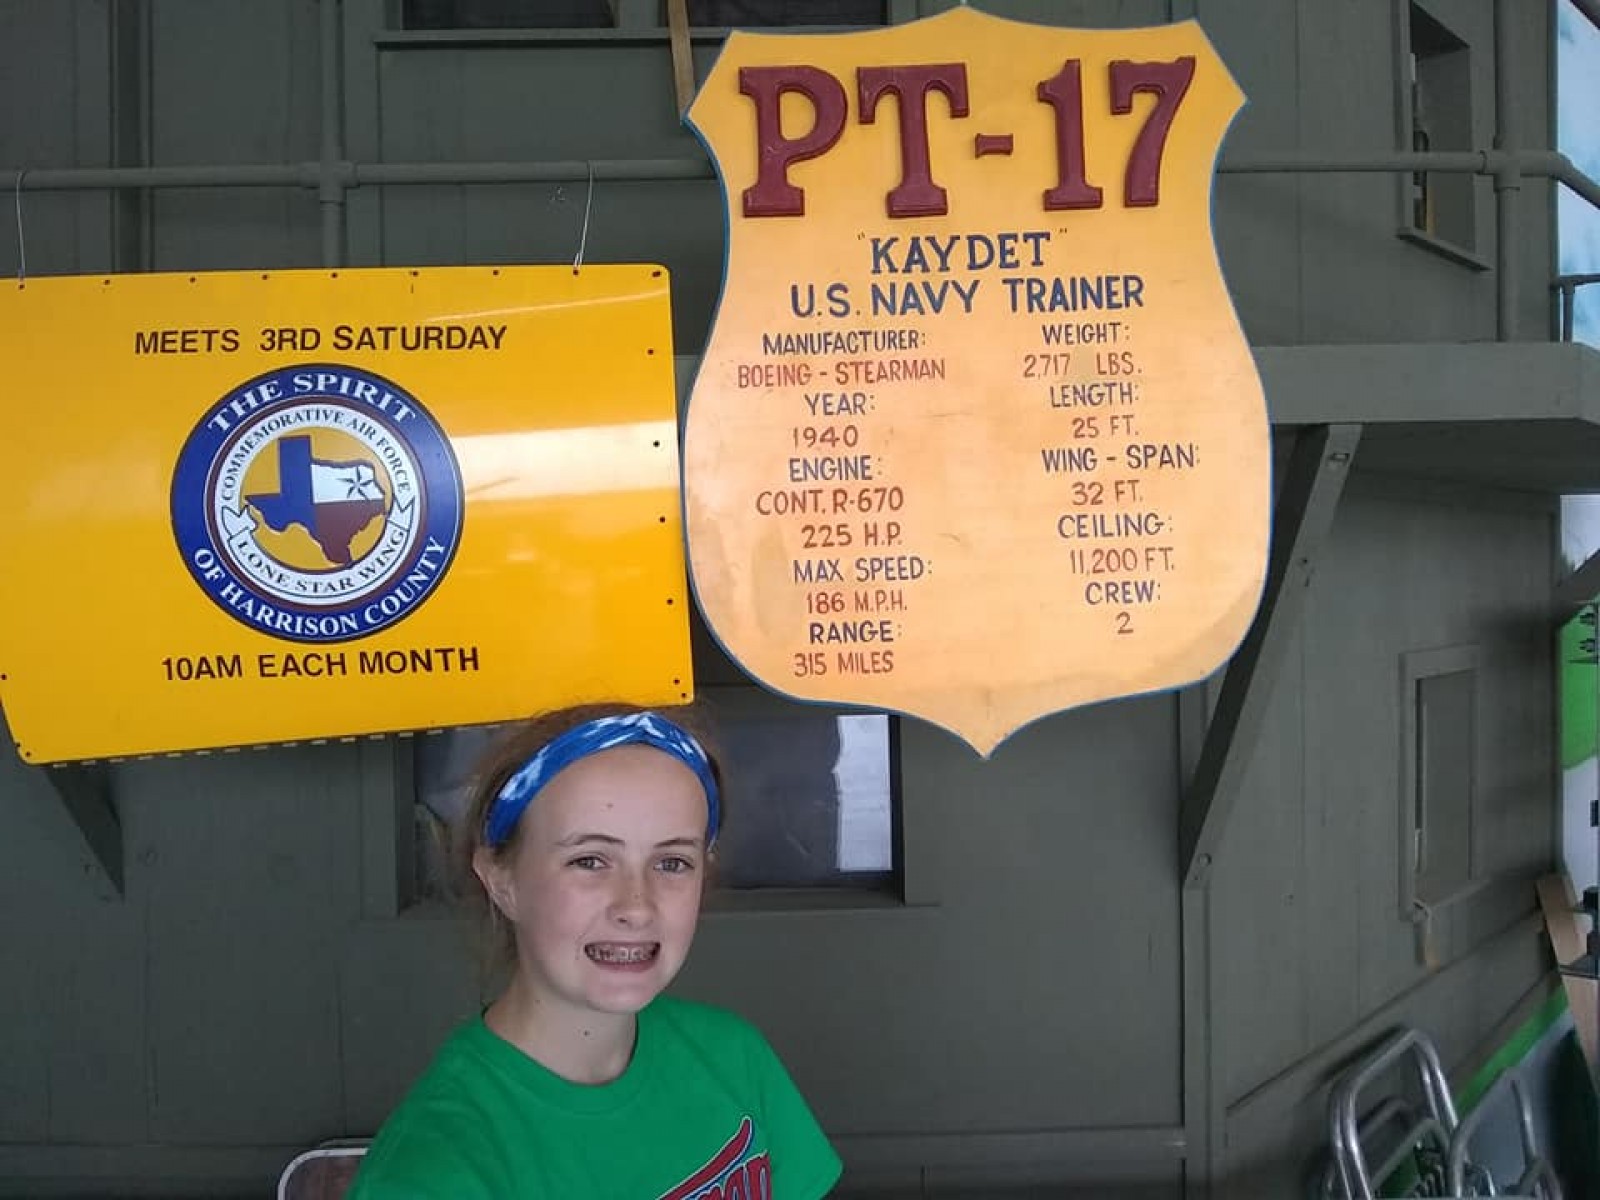 MEETS 3RD SATURDAY
THE SPIRIT
COMMEMORATIVE AIR FORCE
LONE STAR WING
OF HARRISON COUNTY
10AM EACH MONTH
PT-17
"KAYDET"
U.S. NAVY TRAINER
MANUFACTURER:
BOEING - STEARMAN
YEAR:
1940
ENGINE:
CONT. R-670
225 H.P.
MAX SPEED:
186 M.P.H.
RANGE:
315 MILES
WEIGHT:
2,717 LBS.
LENGTH:
25 FT.
WING - SPAN:
32 FT.
CEILING:
11,200 FT.
CREW:
2